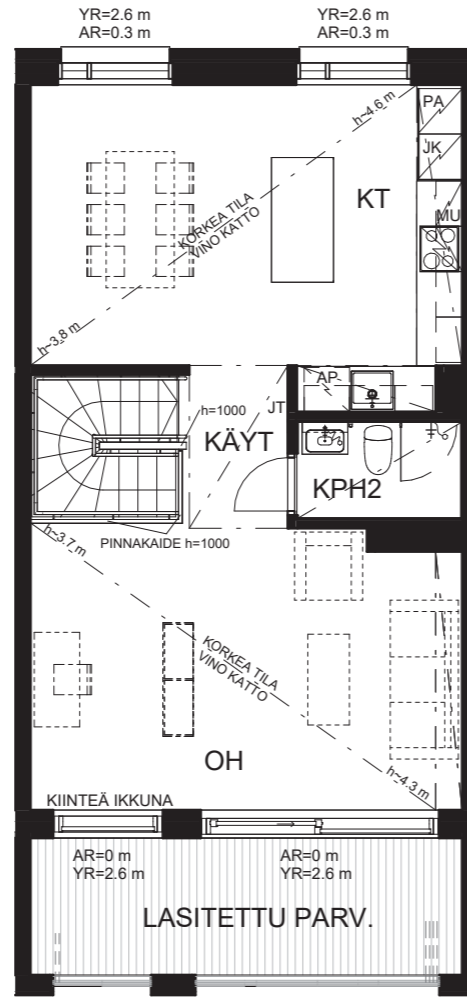 YR=2.6 m
AR=0.3 m
YR=2.6 m
AR=0.3 m
PA
h~4.6 m
JK
KT
MU
KORKEA TILA
VINO KATTO
h~3.8 m
AP
h=1000
JT
KÄYT
KPH2
PINNAKAIDE h=1000
h~3.7 m
KORKEA TILA
VINO KATTO
OH
h~4.3 m
KIINTEÄ IKKUNA
AR=0 m
YR=2.6 m
AR=0 m
YR=2.6 m
LASITETTU PARV.